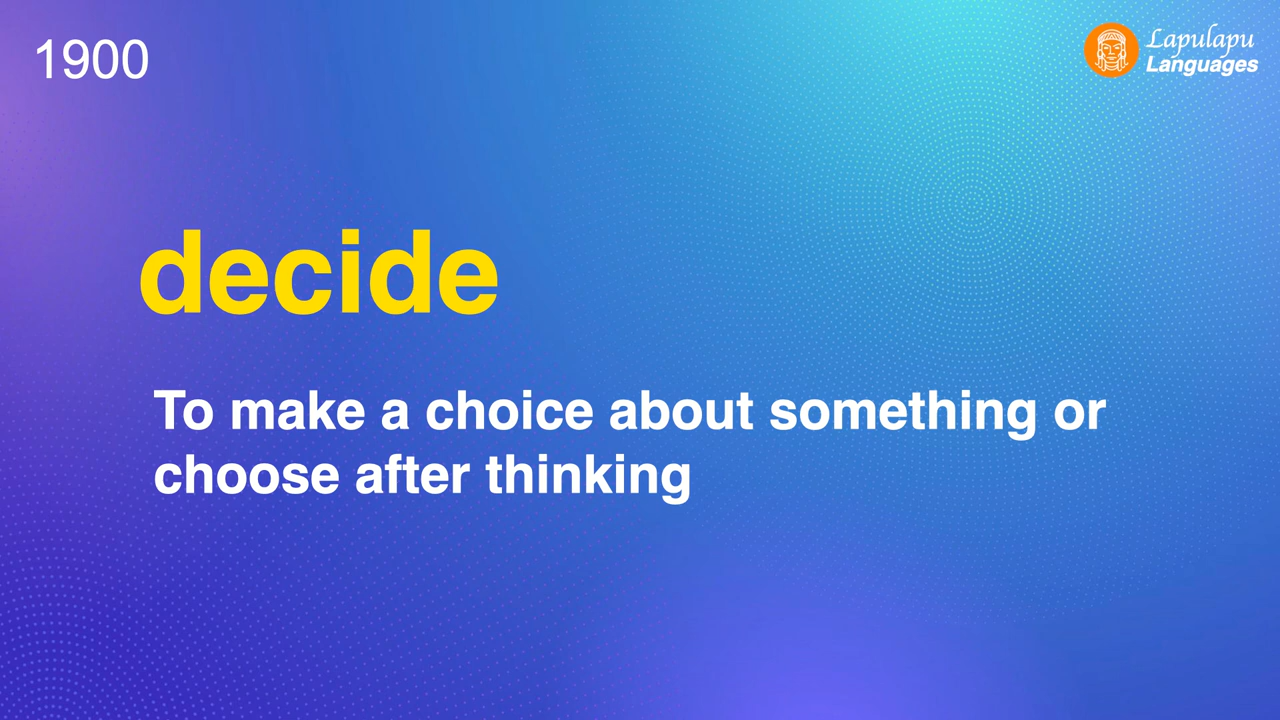 1900
Lapulapu
Languages
decide
To make a choice about something or
choose after thinking